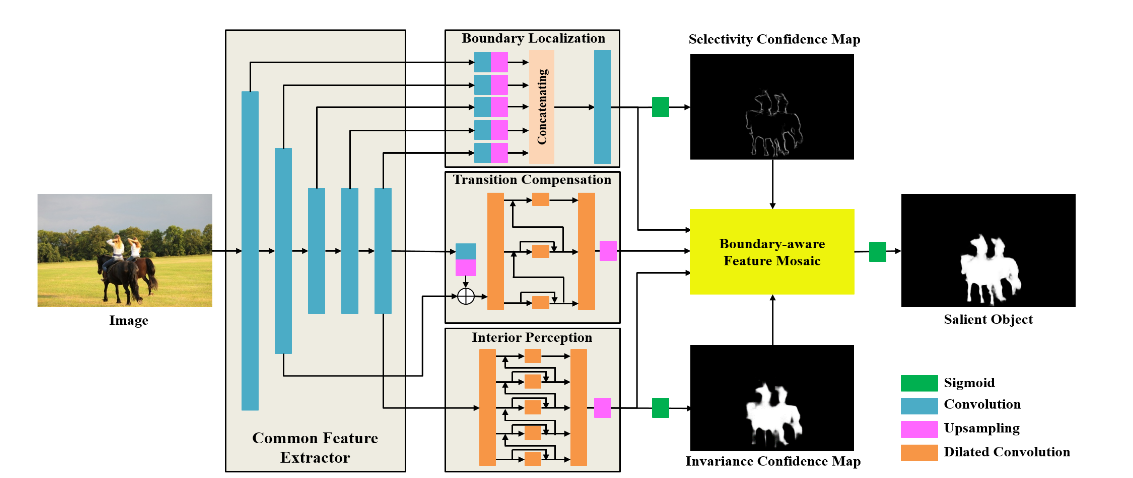 Boundary Localization
Selectivity Confidence Map
Concatenating
Transition Compensation
Boundary-aware
Feature Mosaic
Image
Salient Object
Interior Perception
Sigmoid
Convolution
Upsampling
Dilated Convolution
Common Feature
Extractor
Invariance Confidence Map